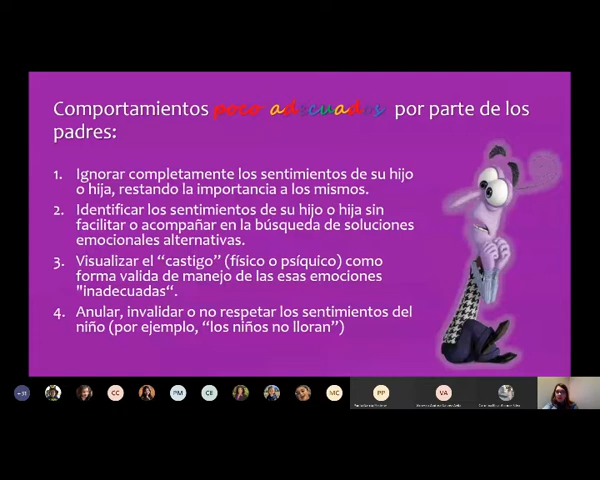 Comportamientos poco adecuados por parte de los
padres:
1. Ignorar completamente los sentimientos de su hijo
o hija, restando la importancia a los mismos.
2. Identificar los sentimientos de su hijo o hija sin
facilitar o acompañar en la búsqueda de soluciones
emocionales alternativas.
3. Visualizar el “castigo” (físico o psíquico) como
forma valida de manejo de las esas emociones
"inadecuadas“.
4. Anular, invalidar o no respetar los sentimientos del
niño (por ejemplo, “los niños no lloran”)
CC PM MC PP VA